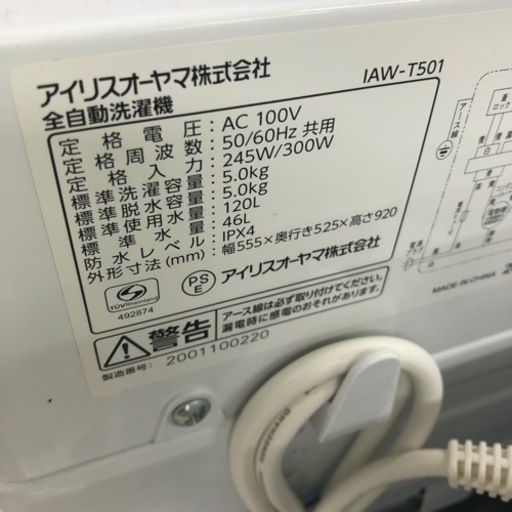 アイリスオーヤマ株式会社
IAW-T501
全自動洗濯機
定格電圧: AC 100V
定格周波数: 50/60Hz 共用
定格入力: 245W/300W
標準洗濯容量: 5.0kg
標準脱水容量: 5.0kg
標準使用水量: 120L
標準水量: 46L
防水レベル: IPX4
外形寸法(mm): 幅555×奥行き525×高さ920
TÜVRheinland
492874
PS
E
アイリスオーヤマ株式会社
警告
アース線は必ず取り付けてください。
漏電時に感電のおそれがあります。
製造番号: 2001100220
MADE IN CHINA
アース線